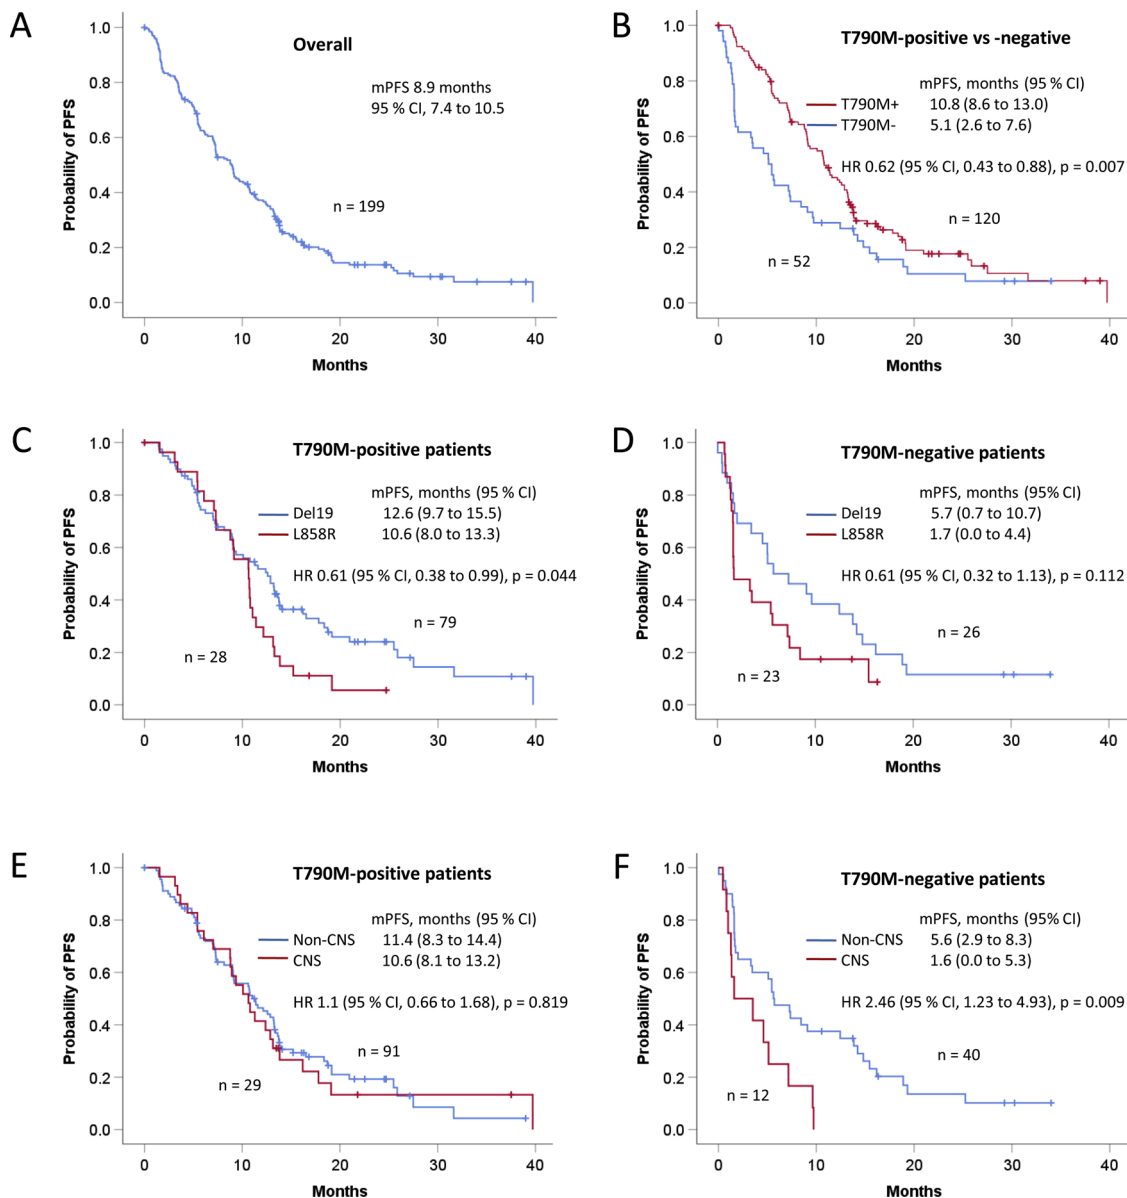 A
Overall
mPFS 8.9 months
95 % CI, 7.4 to 10.5
n = 199
Probability of PFS
1.0
0.8
0.6
0.4
0.2
0.0
0 10 20 30 40
Months
B
T790M-positive vs -negative
mPFS, months (95 % CI)
T790M+ 10.8 (8.6 to 13.0)
T790M- 5.1 (2.6 to 7.6)
HR 0.62 (95 % CI, 0.43 to 0.88), p = 0.007
n = 120
n = 52
Probability of PFS
1.0
0.8
0.6
0.4
0.2
0.0
0 10 20 30 40
Months
C
T790M-positive patients
mPFS, months (95 % CI)
Del19 12.6 (9.7 to 15.5)
L858R 10.6 (8.0 to 13.3)
HR 0.61 (95 % CI, 0.38 to 0.99), p = 0.044
n = 79
n = 28
Probability of PFS
1.0
0.8
0.6
0.4
0.2
0.0
0 10 20 30 40
Months
D
T790M-negative patients
mPFS, months (95 %CI)
Del19 5.7 (0.7 to 10.7)
L858R 1.7 (0.0 to 4.4)
HR 0.61 (95 % CI, 0.32 to 1.13), p = 0.112
n = 26
n = 23
Probability of PFS
1.0
0.8
0.6
0.4
0.2
0.0
0 10 20 30 40
Months
E
T790M-positive patients
mPFS, months (95 % CI)
Non-CNS 11.4 (8.3 to 14.4)
CNS 10.6 (8.1 to 13.2)
HR 1.1 (95 % CI, 0.66 to 1.68), p = 0.819
n = 91
n = 29
Probability of PFS
1.0
0.8
0.6
0.4
0.2
0.0
0 10 20 30 40
Months
F
T790M-negative patients
mPFS, months (95 %CI)
Non-CNS 5.6 (2.9 to 8.3)
CNS 1.6 (0.0 to 5.3)
HR 2.46 (95 % CI, 1.23 to 4.93), p = 0.009
n = 40
n = 12
Probability of PFS
1.0
0.8
0.6
0.4
0.2
0.0
0 10 20 30 40
Months